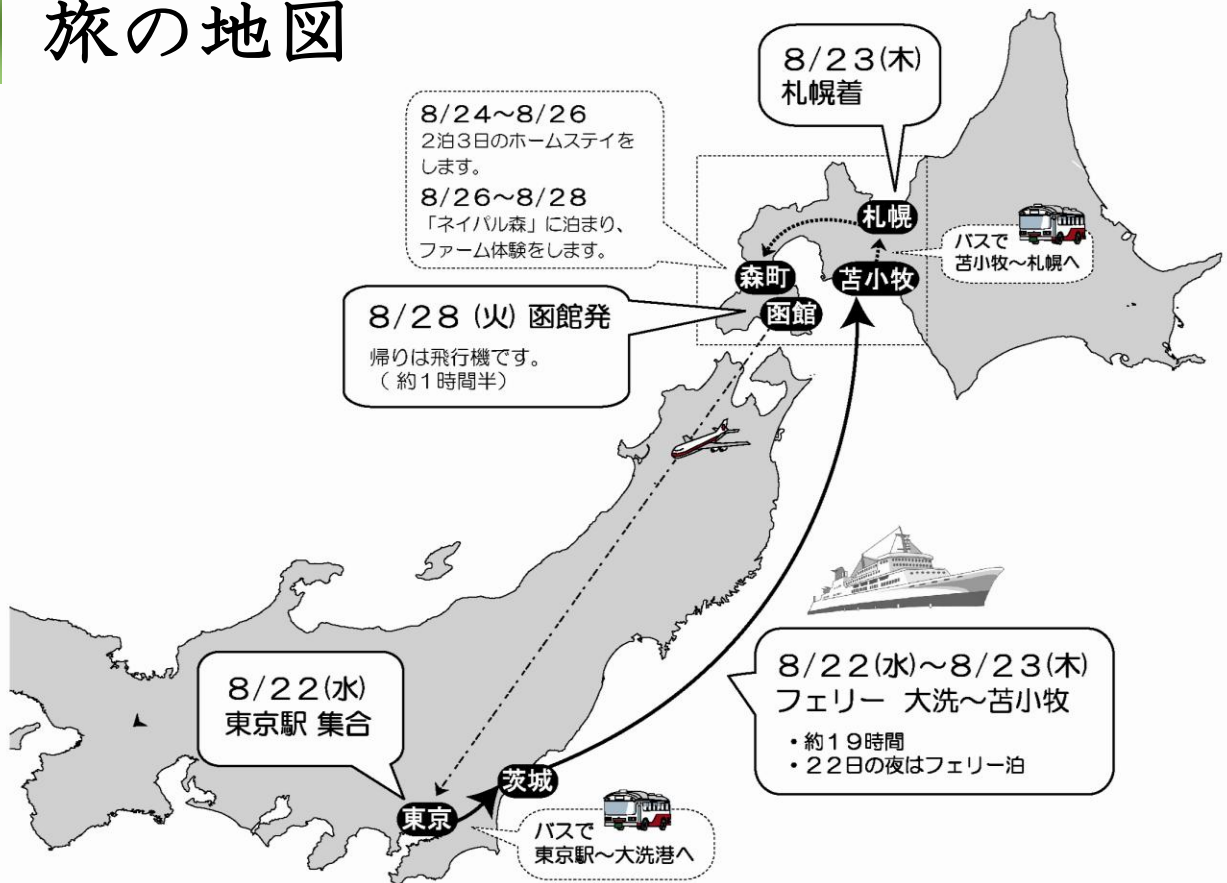 旅の地図
8/23(木)
札幌着
8/24～8/26
2泊3日のホームステイを
します。
8/26～8/28
「ネイパル森」に泊まり、
ファーム体験をします。
札幌
バスで
苫小牧～札幌へ
森町
苫小牧
函館
8/28 (火) 函館発
帰りは飛行機です。
（ 約1時間半）
8/22(水)～8/23(木)
フェリー 大洗～苫小牧
・約19時間
・22日の夜はフェリー泊
8/22(水)
東京駅 集合
茨城
東京
バスで
東京駅～大洗港へ